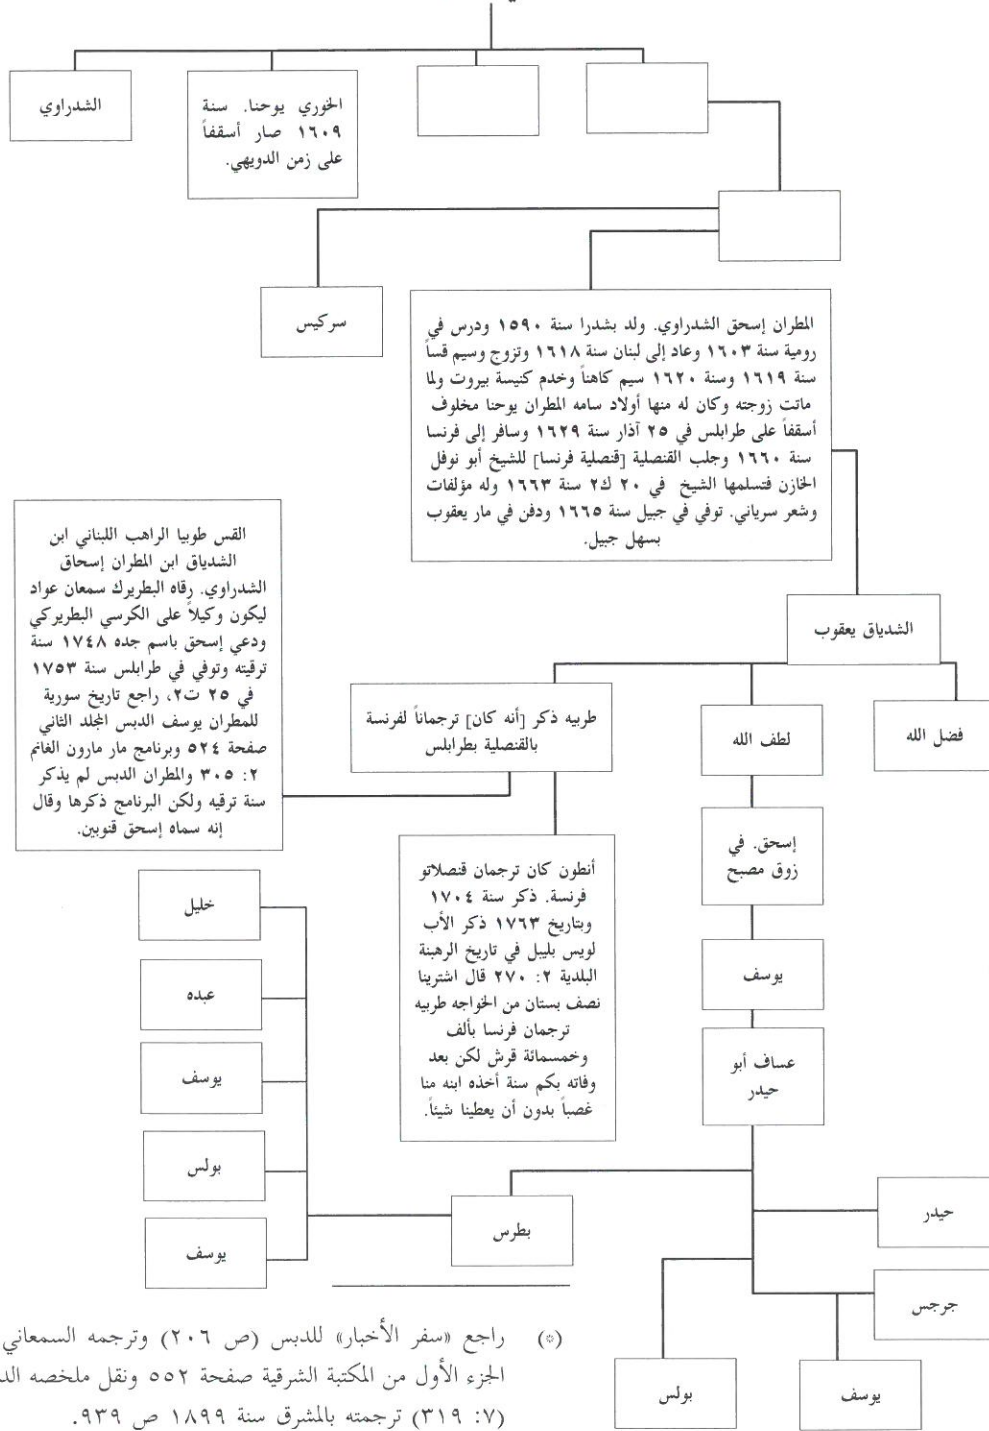 الشدراوي
الخوري يوحنا. سنة
١٦٠٩ صار أسقفاً
على زمن الدويهي.
سركيس
المطران إسحق الشدراوي. ولد بشدرا سنة ١٥٩٠ ودرس في
رومية سنة ١٦٠٣ وعاد إلى لبنان سنة ١٦١٨ وتزوج وسيم قساً
سنة ١٦١٩ وسنة ١٦٢٠ سيم كاهناً وخدم كنيسة بيروت ولما
ماتت زوجته وكان له منها أولاد سامه المطران يوحنا مخلوف
أسقفاً على طرابلس في ٢٥ آذار سنة ١٦٢٩ وسافر إلى فرنسا
سنة ١٦٦٠ وجلب القنصلية [قنصلية فرنسا] للشيخ أبو نوفل
الخازن فتسلمها الشيخ في ٢٠ ك٢ سنة ١٦٦٣ وله مؤلفات
وشعر سرياني. توفي في جبيل سنة ١٦٦٥ ودفن في مار يعقوب
بسهل جبيل.
القس طوبيا الراهب اللبناني ابن
الشدياق ابن المطران إسحاق
الشدراوي. رقاه البطريرك سمعان عواد
ليكون وكيلاً على الكرسي البطريركي
ودعي إسحق باسم جده ١٧٤٨ سنة
ترقيته وتوفي في طرابلس سنة ١٧٥٣
في ٢٥ ت٢، راجع تاريخ سورية
للمطران يوسف الدبس المجلد الثاني
صفحة ٥٢٤ وبرنامج مار مارون الغانم
٢: ٣٠٥ والمطران الدبس لم يذكر
سنة ترقيه ولكن البرنامج ذكرها وقال
إنه سماه إسحق قنوبين.
الشدياق يعقوب
طربيه ذكر [أنه كان] ترجماناً لفرنسة
بالقنصلية بطرابلس
لطف الله
فضل الله
إسحق. في
زوق مصبح
أنطون كان ترجمان قنصلاتو
فرنسة. ذكر سنة ١٧٠٤
وبتاريخ ١٧٦٣ ذكر الأب
لويس بليبل في تاريخ الرهبنة
البلدية ٢: ٢٧٠ قال اشترينا
نصف بستان من الخواجه طربيه
ترجمان فرنسا بألف
وخمسمائة قرش لكن بعد
وفاته بكم سنة أخذه ابنه منا
غصباً بدون أن يعطينا شيئاً.
خليل
عبده
يوسف
بولس
يوسف
يوسف
عساف أبو
حيدر
بطرس
حيدر
جرجس
بولس
يوسف
(*) راجع «سفر الأخبار» للدبس (ص ٢٠٦) وترجمه السمعاني
الجزء الأول من المكتبة الشرقية صفحة ٥٥٢ ونقل ملخصه
(٧: ٣١٩) ترجمته بالمشرق سنة ١٨٩٩ ص ٩٣٩.